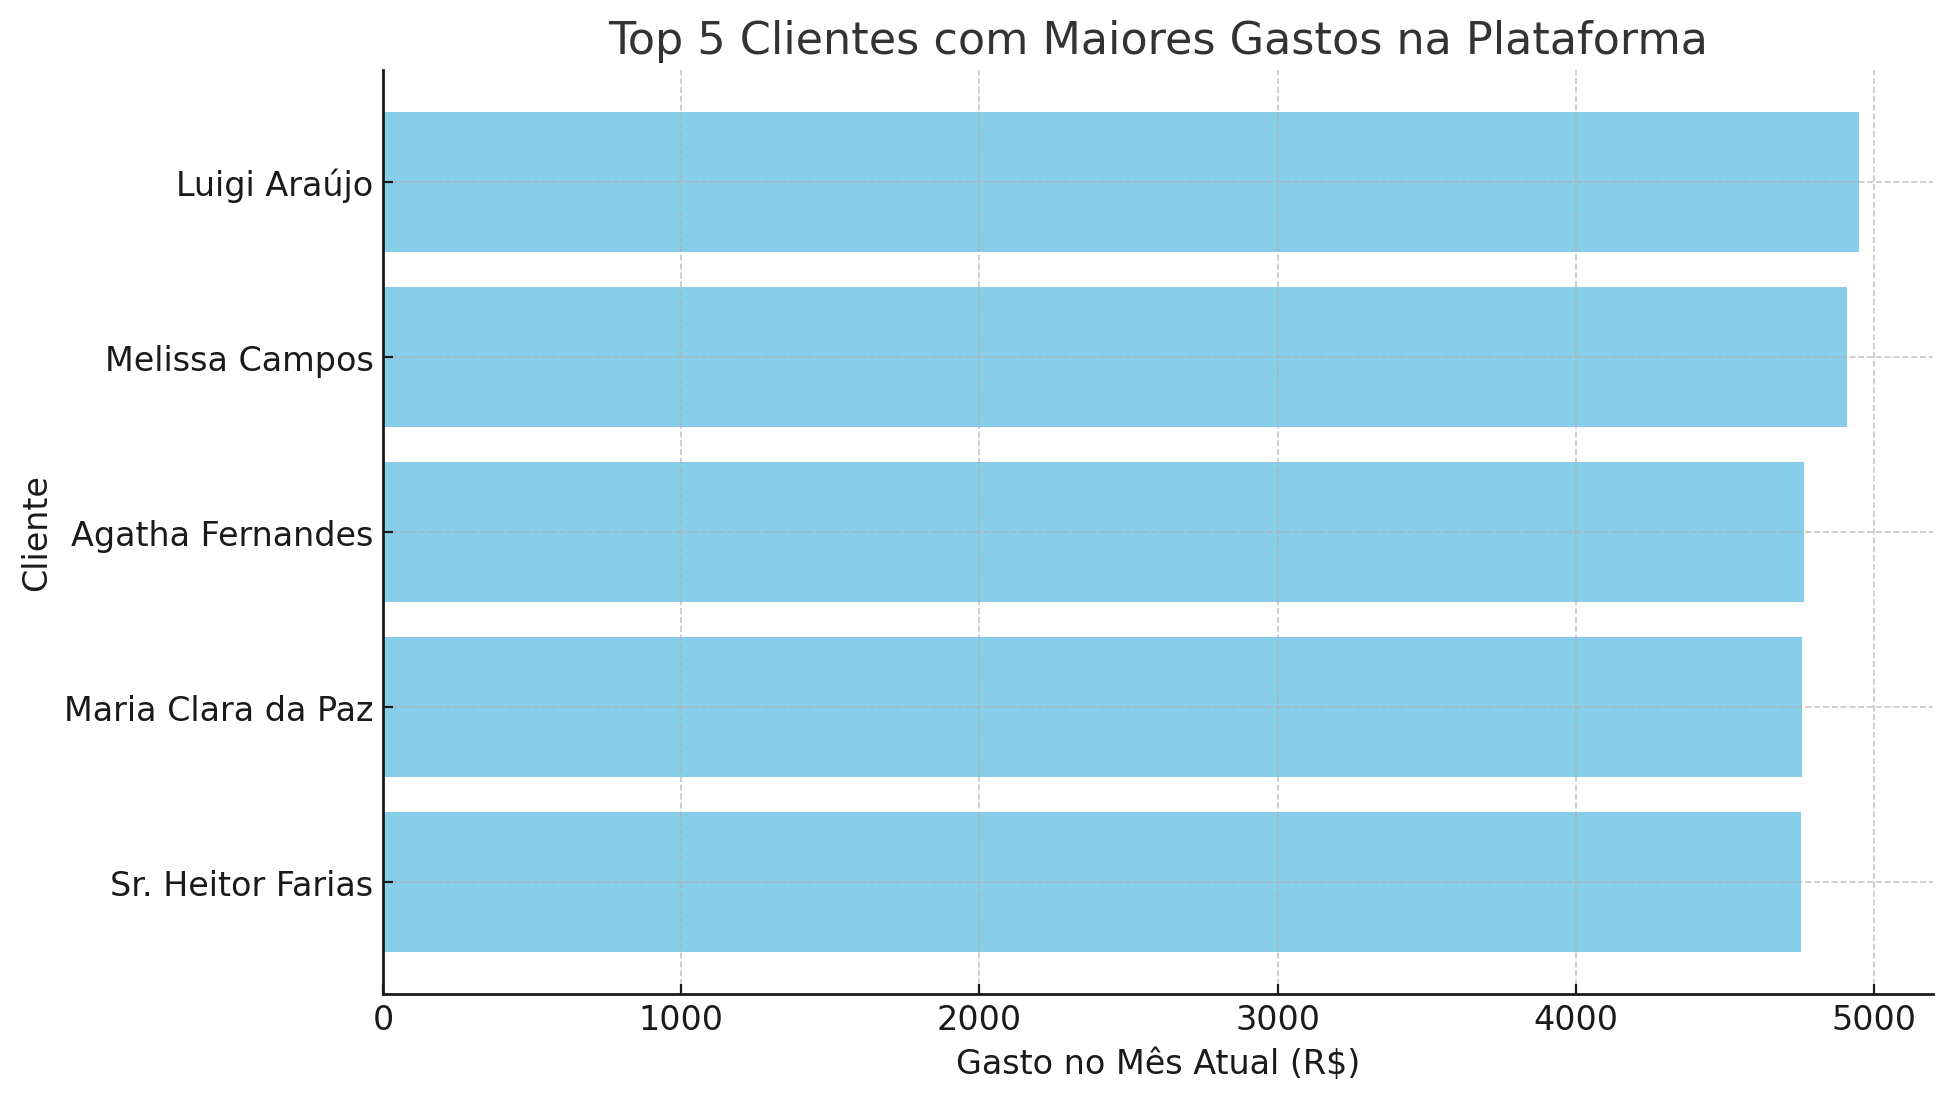 Top 5 Clientes com Maiores Gastos na Plataforma
Luigi Araújo
Melissa Campos
Agatha Fernandes
Maria Clara da Paz
Sr. Heitor Farias
Cliente
0 1000 2000 3000 4000 5000
Gasto no Mês Atual (R$)